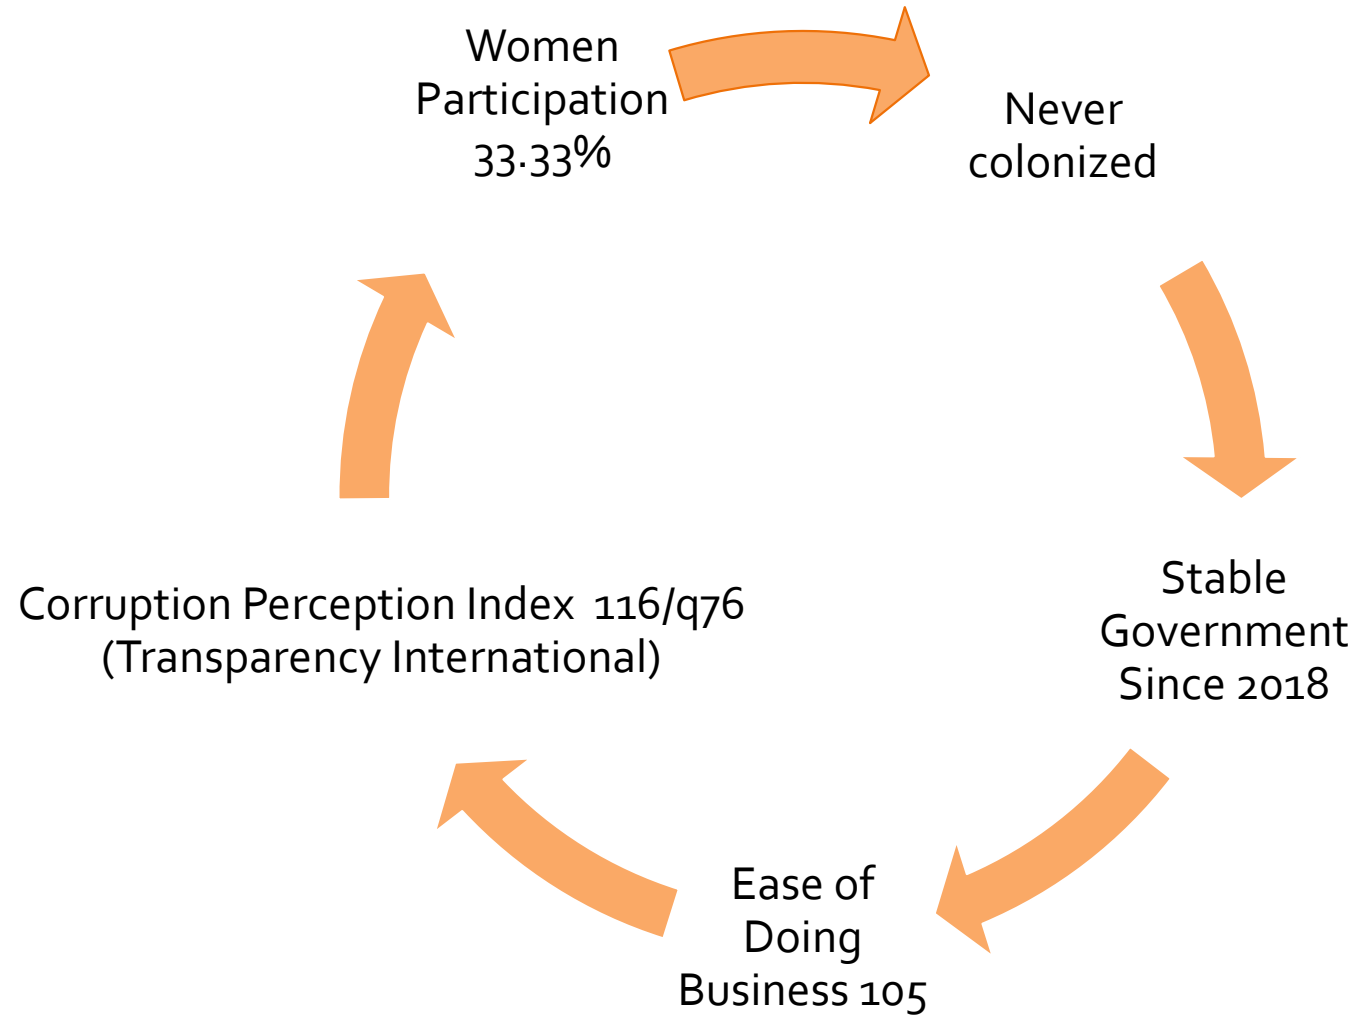 Women
Participation
33.33%
Never
colonized
Stable
Government
Since 2018
Ease of
Doing
Business 105
Corruption Perception Index 116/q76
(Transparency International)